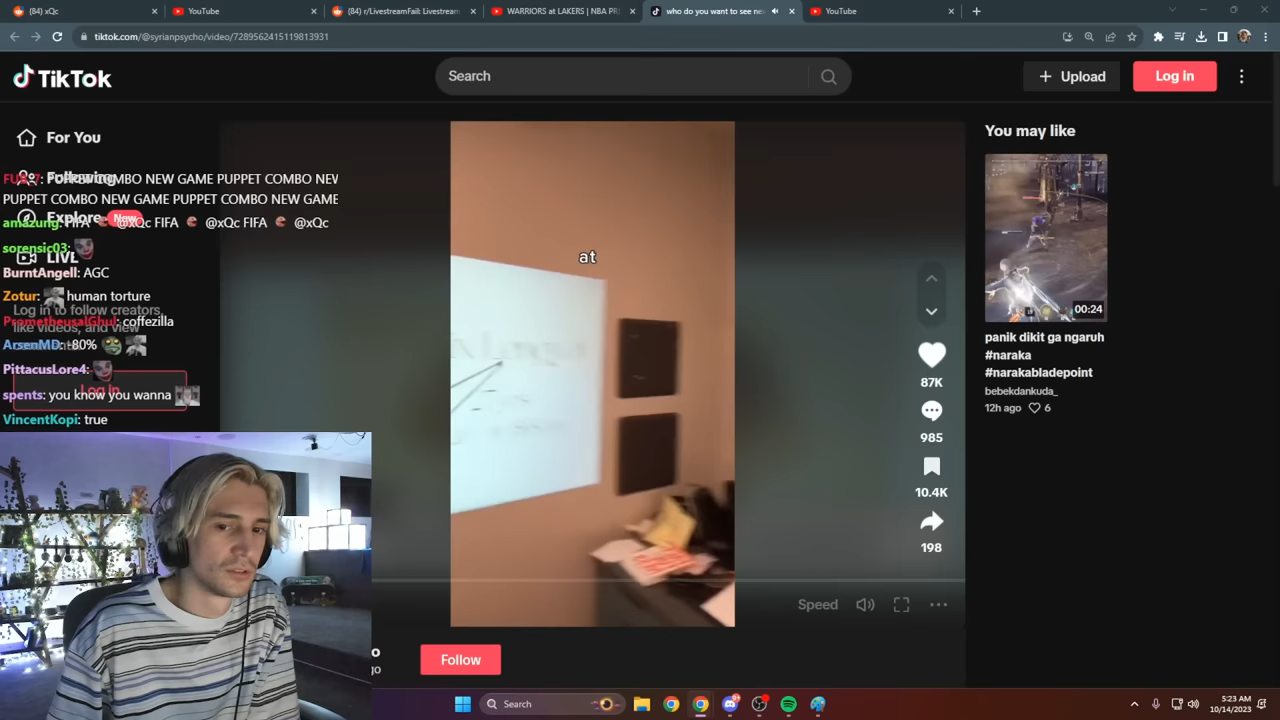 (84) xQc
YouTube
(84) r/LivestreamFail: Livestream
WARRIORS at LAKERS | NBA PR
who do you want to see ne
YouTube
tiktok.com/@syrianpsycho/video/7289562415119813931
TikTok
Search
Upload
Log in
For You
Following
PUPPET COMBO NEW GAME PUPPET COMBO NEW
PUPPET COMBO NEW GAME PUPPET COMBO NEW GAME
Explore
New
amazung: FIFA @xQc FIFA @xQc FIFA @xQc
sorensic03:
LIVE
BurntAngell: AGC
Zotur: human torture
Log in to follow creators,
like videos, and view
PrometheusalGhul: coffezilla
ArsenMD: -80%
PittacusLore4:
Log in
spents: you know you wanna
VincentKopi: true
at
87K
985
10.4K
198
Speed
o
go
Follow
You may like
00:24
panik dikit ga ngaruh
#naraka
#narakabladepoint
bebekdankuda_
12h ago 6
Search
5:23 AM
10/14/2023